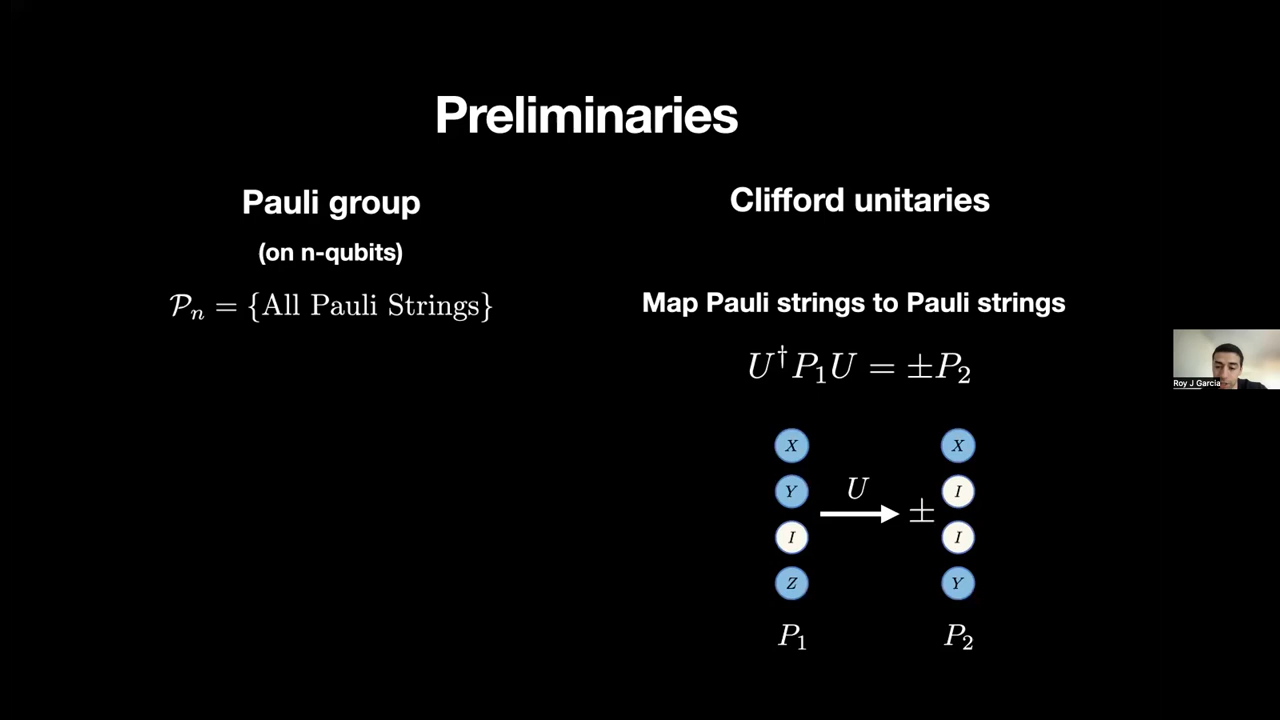 Preliminaries
Pauli group
(on n-qubits)
𝒫ₙ = {All Pauli Strings}
Clifford unitaries
Map Pauli strings to Pauli strings
U†P₁U = ±P₂
X
Y
I
Z
P₁
U
±
X
I
I
Y
P₂
Roy J Garcia